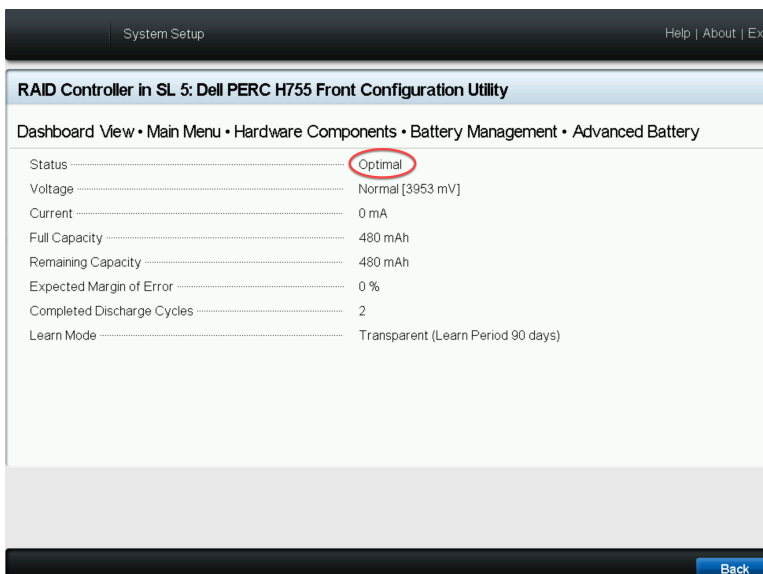 System Setup
Help | About | Ex
RAID Controller in SL 5: Dell PERC H755 Front Configuration Utility
Dashboard View • Main Menu • Hardware Components • Battery Management • Advanced Battery
Status Optimal
Voltage Normal [3953 mV]
Current 0 mA
Full Capacity 480 mAh
Remaining Capacity 480 mAh
Expected Margin of Error 0 %
Completed Discharge Cycles 2
Learn Mode Transparent (Learn Period 90 days)
Back